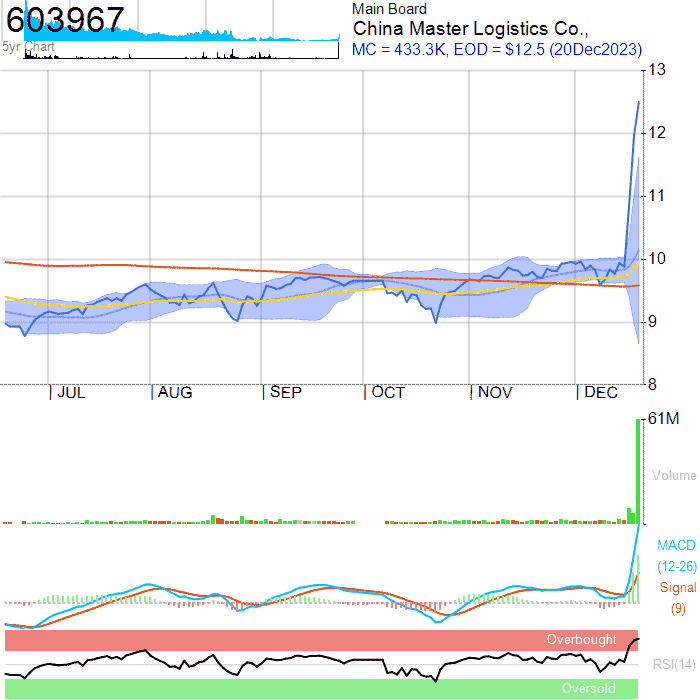 603967
5yr Chart
Main Board
China Master Logistics Co.,
MC = 433.3K, EOD = $12.5 (20Dec2023)
13
12
11
10
9
8
JUL AUG SEP OCT NOV DEC
61M
Volume
MACD
(12-26)
Signal
(9)
Overbought
RSI(14)
Oversold